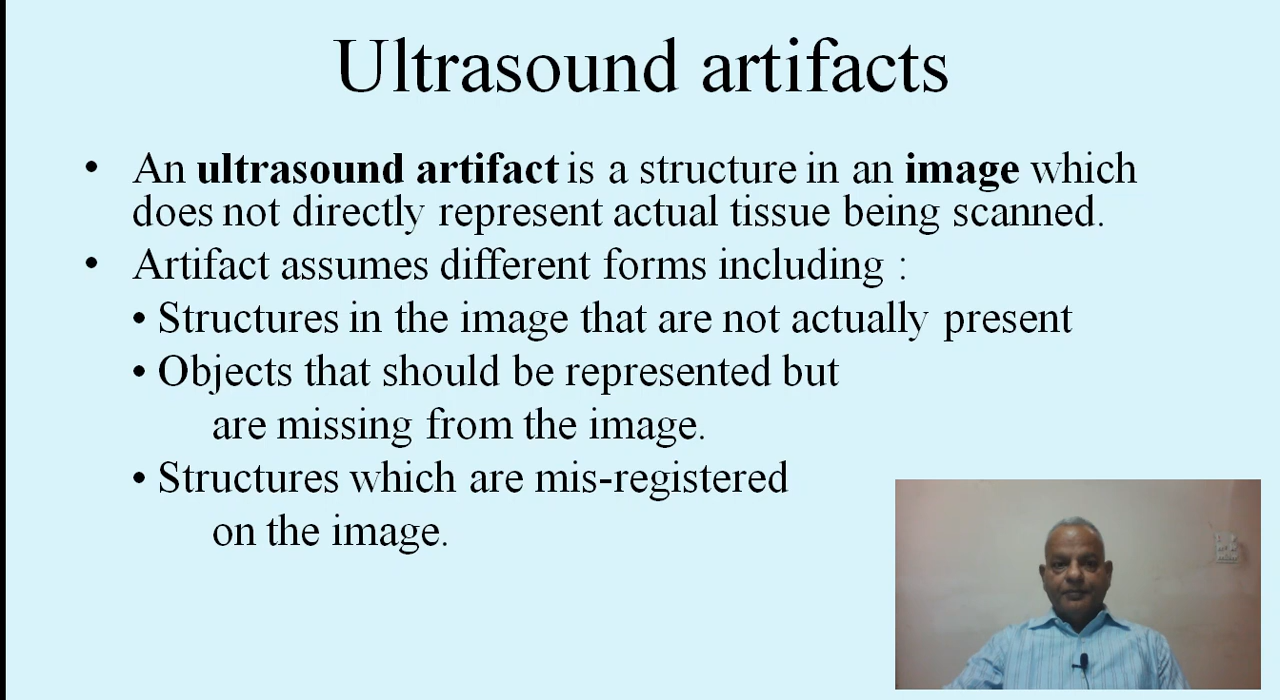 Ultrasound artifacts
• An ultrasound artifact is a structure in an image which
does not directly represent actual tissue being scanned.
• Artifact assumes different forms including :
• Structures in the image that are not actually present
• Objects that should be represented but
are missing from the image.
• Structures which are mis-registered
on the image.